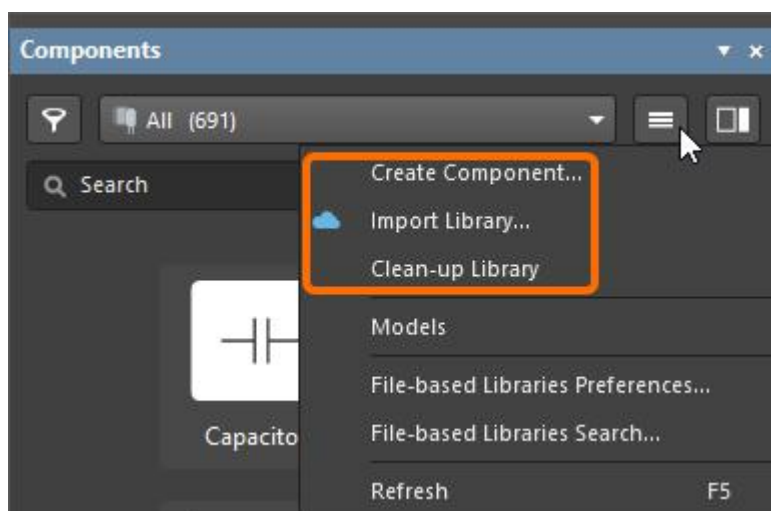 Components
All (691)
Search
Create Component...
Import Library...
Clean-up Library
Models
File-based Libraries Preferences...
File-based Libraries Search...
Refresh F5